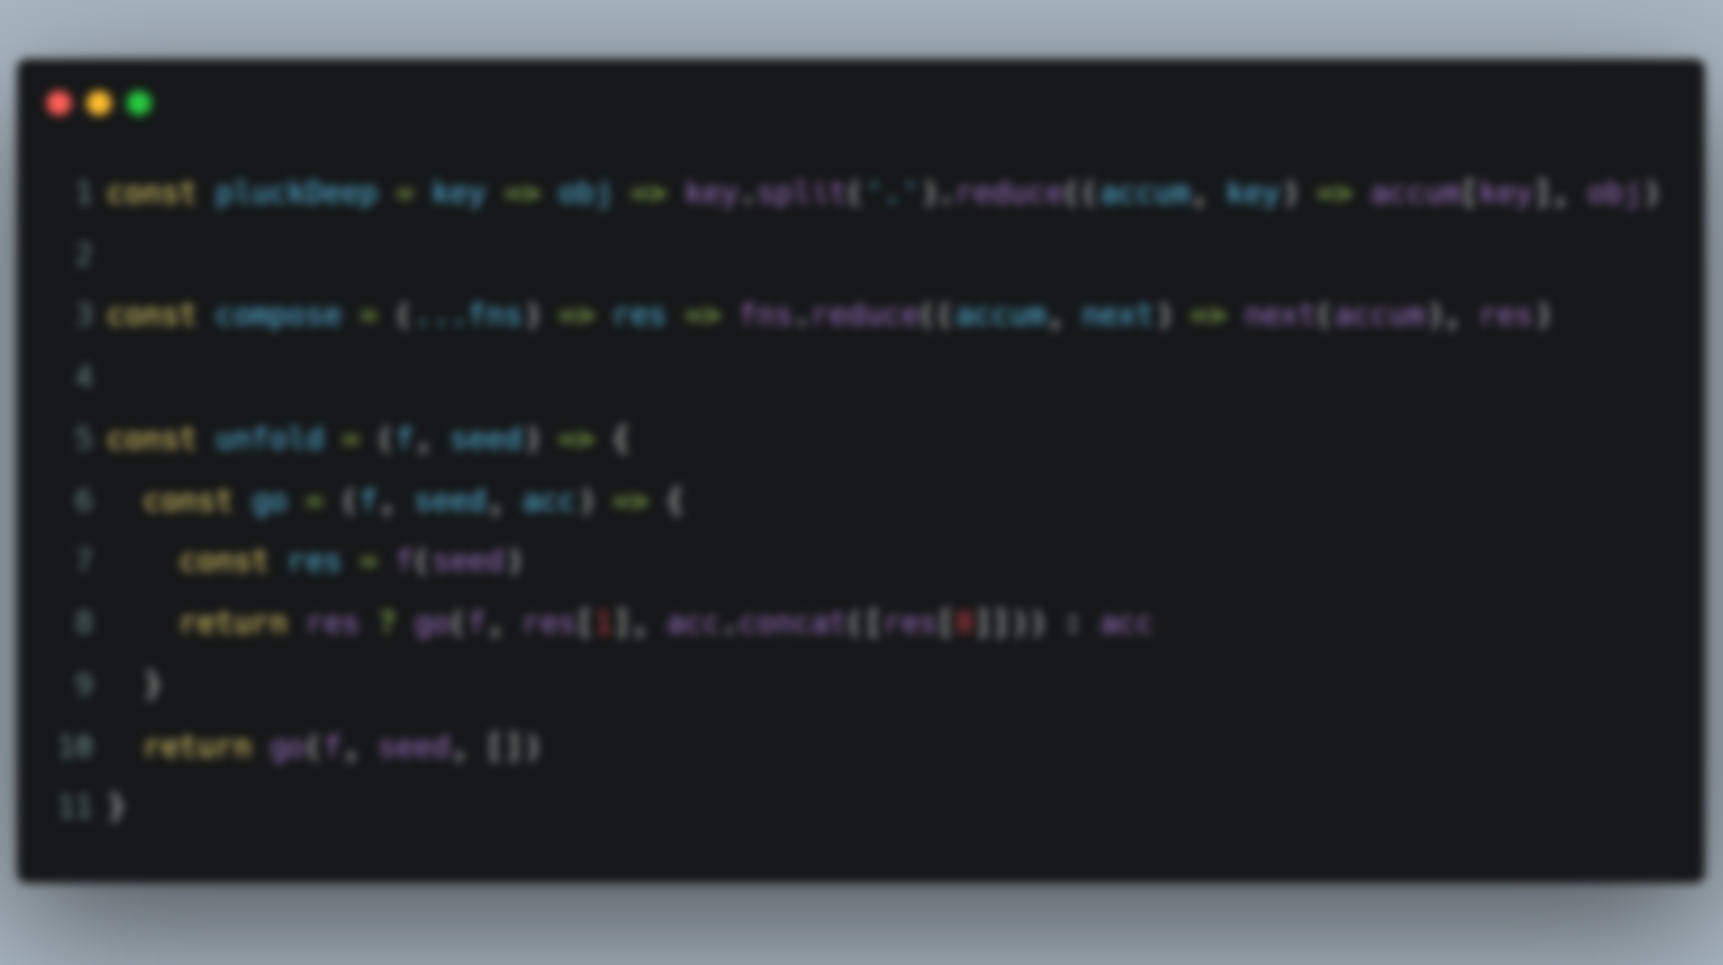 1 const pluckDeep = key => obj => key.split('.').reduce((accum, key) => accum[key], obj)
2
3 const compose = (...fns) => res => fns.reduce((accum, next) => next(accum), res)
4
5 const unfold = (f, seed) => {
6   const go = (f, seed, acc) => {
7     const res = f(seed)
8     return res ? go(f, res[1], acc.concat([res[0]])) : acc
9   }
10   return go(f, seed, [])
11 }